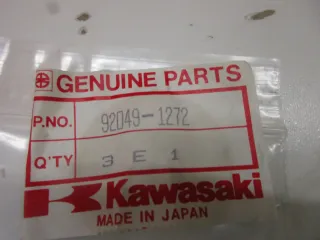 GENUINE PARTS
P.NO. 92049-1272
Q'TY 3 E 1
Kawasaki
MADE IN JAPAN